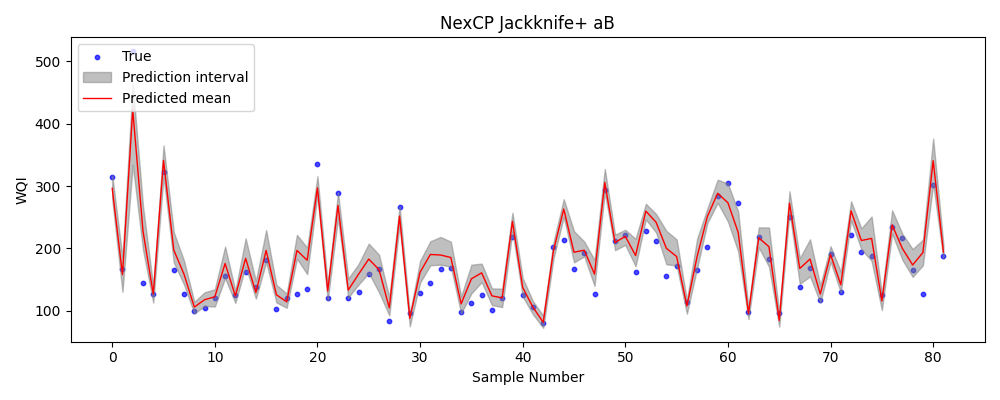 NexCP Jackknife+ aB
True
Prediction interval
Predicted mean
WQI
500
400
300
200
100
0 10 20 30 40 50 60 70 80
Sample Number